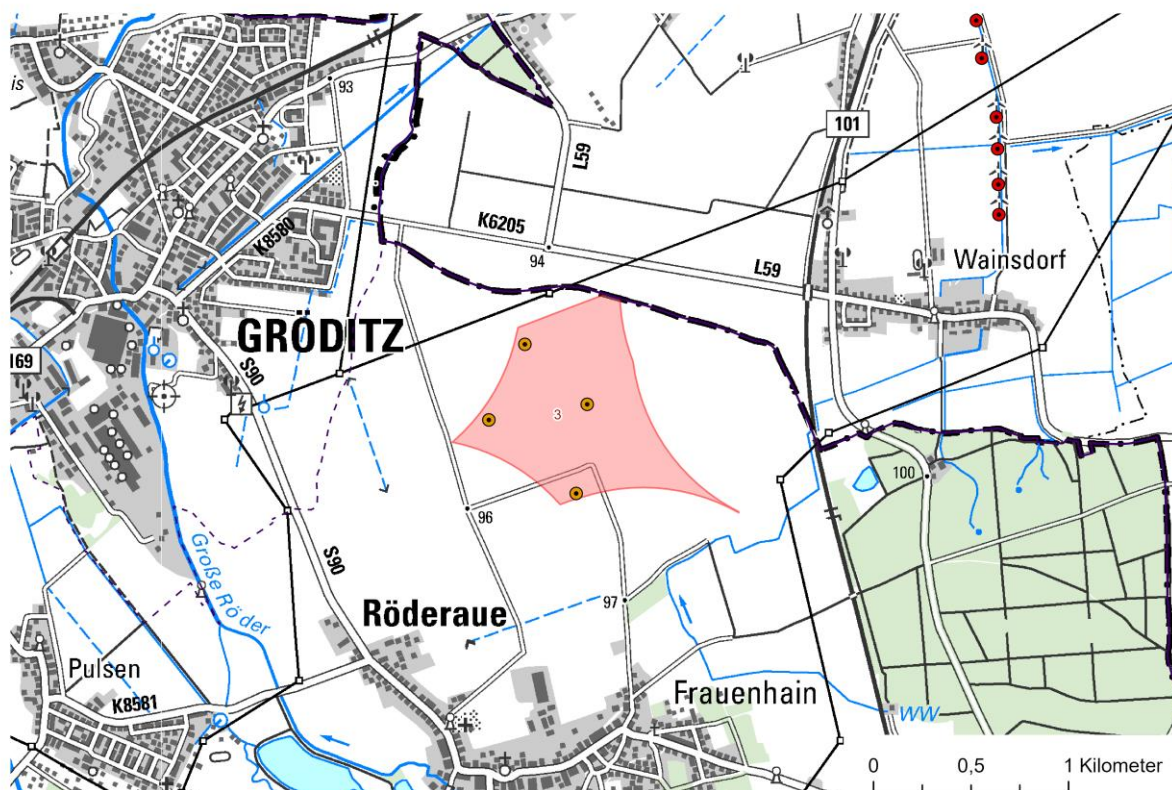 is
93
L59
101
K6205
94
L59
Wainsdorf
K8580
GRÖDITZ
169
S90
3
100
96
S90
Große Röder
97
Röderaue
Pulsen
K8581
Frauenhain
WW
0 0,5 1 Kilometer